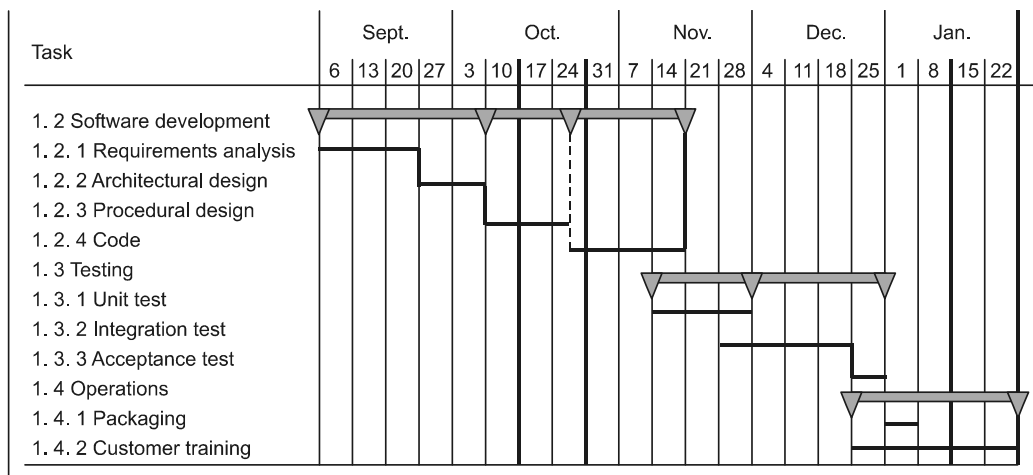 Task
Sept. Oct. Nov. Dec. Jan.
6 13 20 27 3 10 17 24 31 7 14 21 28 4 11 18 25 1 8 15 22
1. 2 Software development
1. 2. 1 Requirements analysis
1. 2. 2 Architectural design
1. 2. 3 Procedural design
1. 2. 4 Code
1. 3 Testing
1. 3. 1 Unit test
1. 3. 2 Integration test
1. 3. 3 Acceptance test
1. 4 Operations
1. 4. 1 Packaging
1. 4. 2 Customer training